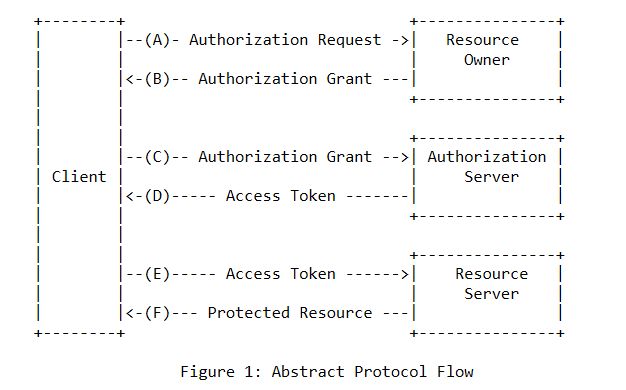 +--------+                               +---------------+
|        |--(A)- Authorization Request ->|   Resource    |
|        |                               |     Owner     |
|        |<-(B)-- Authorization Grant ---|               |
|        |                               +---------------+
|        |
|        |                               +---------------+
|        |--(C)-- Authorization Grant -->| Authorization |
| Client |                               |     Server    |
|        |<-(D)----- Access Token -------|               |
|        |                               +---------------+
|        |
|        |                               +---------------+
|        |--(E)----- Access Token ------>|    Resource   |
|        |                               |     Server    |
|        |<-(F)--- Protected Resource ---|               |
+--------+                               +---------------+
Figure 1: Abstract Protocol Flow